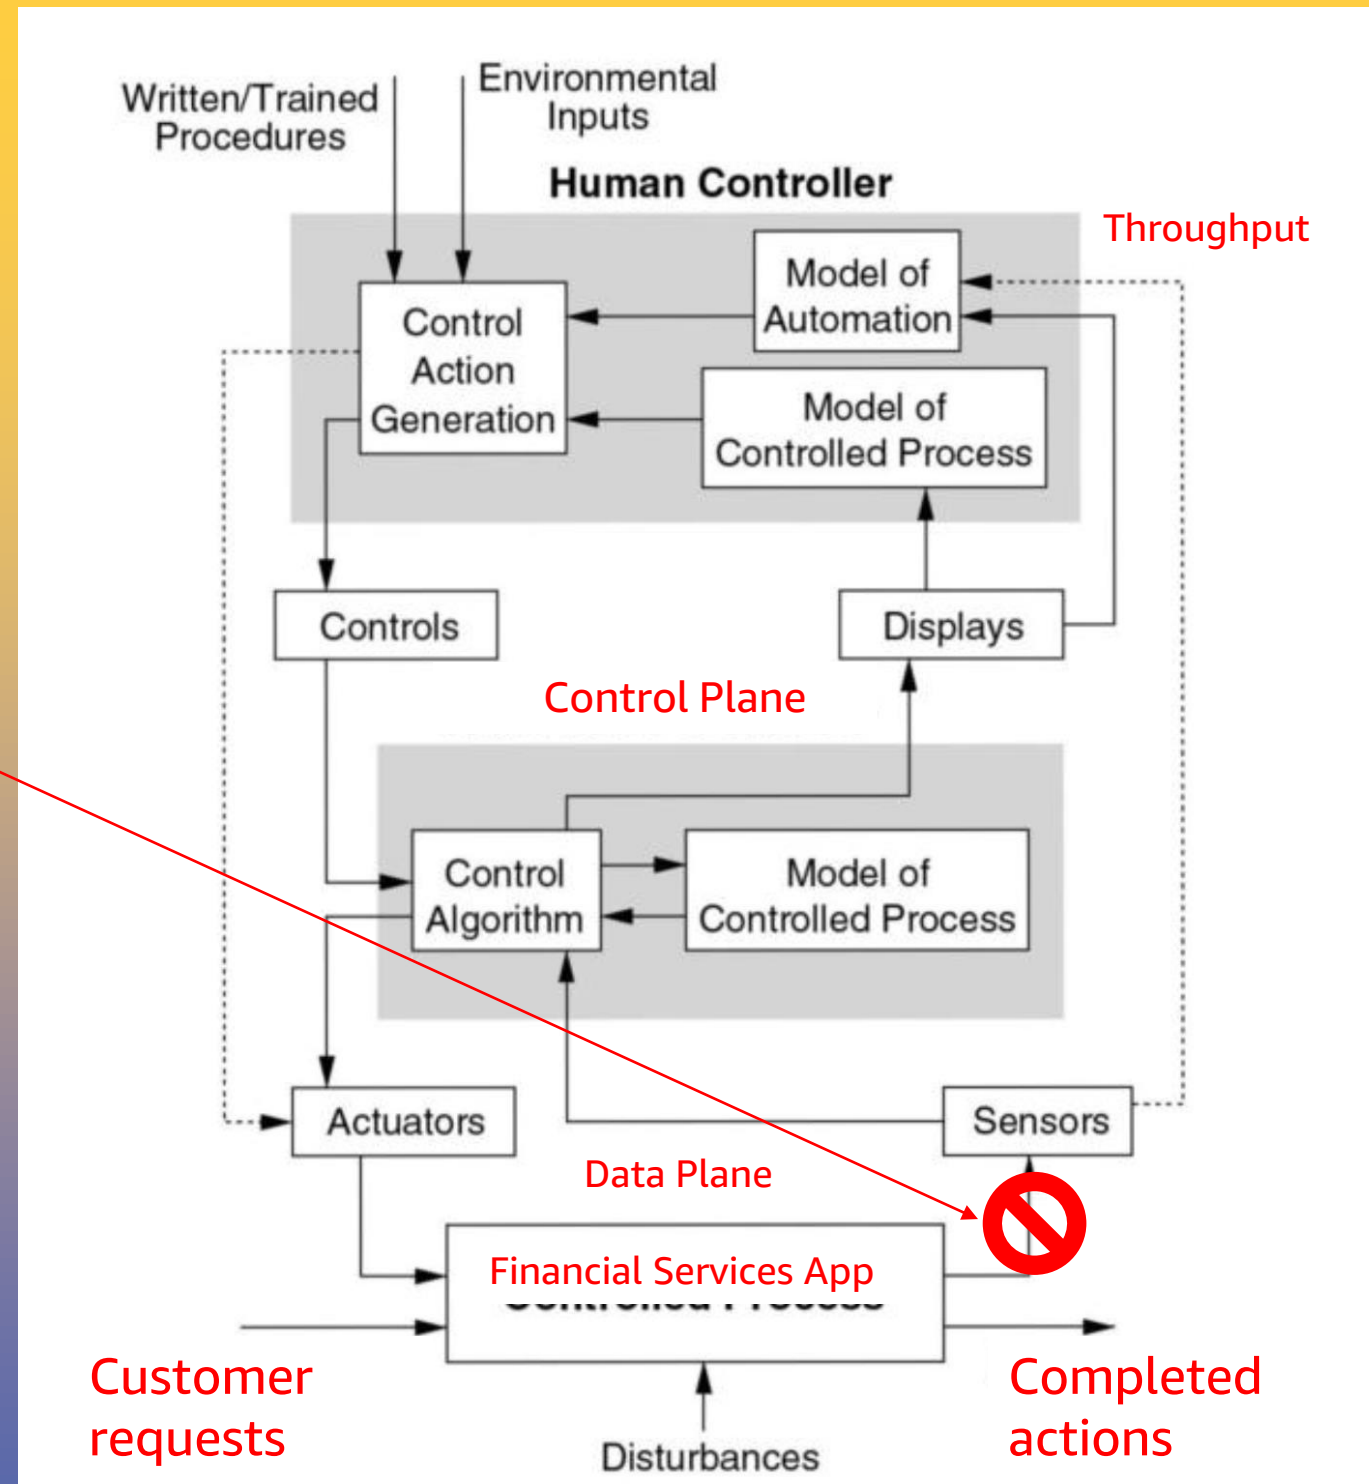 Written/Trained
Procedures
Environmental
Inputs
Human Controller
Throughput
Control
Action
Generation
Model of
Automation
Model of
Controlled Process
Controls
Displays
Control Plane
Control
Algorithm
Model of
Controlled Process
Actuators
Sensors
Data Plane
Financial Services App
Customer
requests
Completed
actions
Disturbances